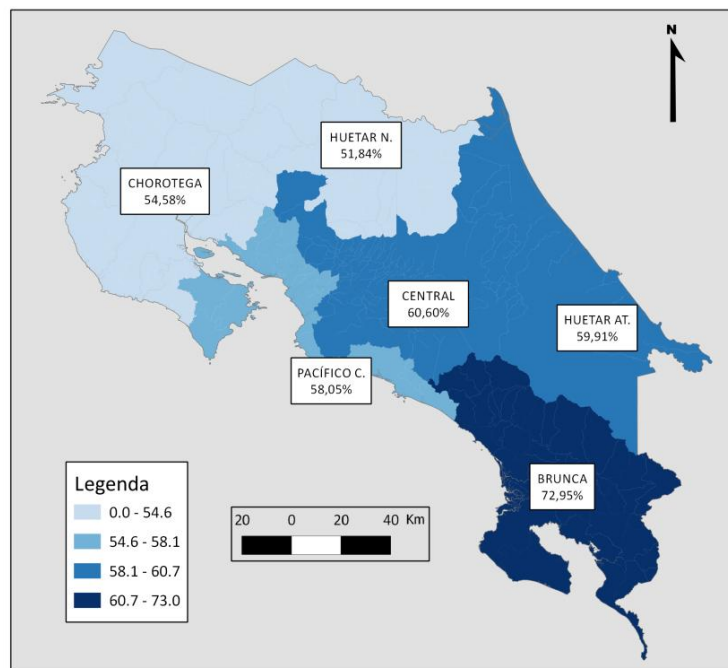 N
HUETAR N.
51,84%
CHOROTEGA
54,58%
CENTRAL
60,60%
HUETAR AT.
59,91%
PACÍFICO C.
58,05%
BRUNCA
72,95%
Legenda
0.0 - 54.6
54.6 - 58.1
58.1 - 60.7
60.7 - 73.0
20 0 20 40 Km